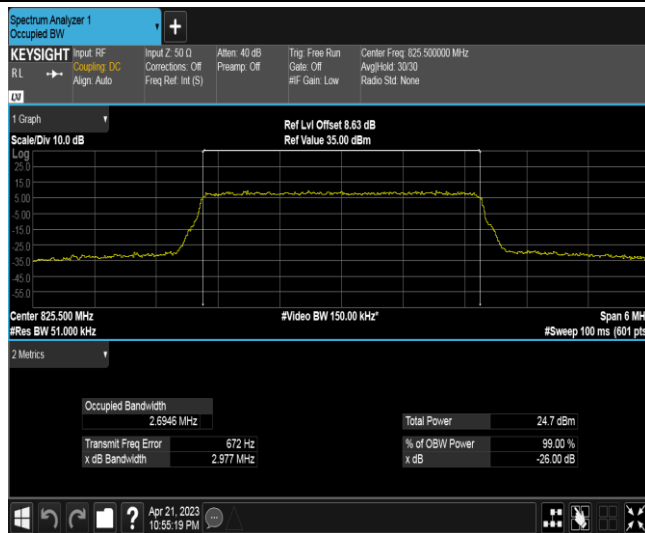 Spectrum Analyzer 1
Occupied BW
+
KEYSIGHT
RL
Input: RF
Coupling: DC
Align: Auto
Input Z: 50 Ω
Corrections: Off
Freq Ref: Int (S)
Atten: 40 dB
Preamp: Off
Trig: Free Run
Gate: Off
#IF Gain: Low
Center Freq: 825.500000 MHz
Avg|Hold: 30/30
Radio Std: None
LXI
1 Graph
Scale/Div 10.0 dB
Ref Lvl Offset 8.63 dB
Ref Value 35.00 dBm
Log
25.0
15.0
5.00
-5.00
-15.0
-25.0
-35.0
-45.0
-55.0
Center 825.500 MHz
#Video BW 150.00 kHz*
Span 6 MH
#Res BW 51.000 kHz
#Sweep 100 ms (601 pts
2 Metrics
Occupied Bandwidth
2.6946 MHz
Total Power 24.7 dBm
Transmit Freq Error 672 Hz
% of OBW Power 99.00 %
x dB Bandwidth 2.977 MHz
x dB -26.00 dB
?
Apr 21, 2023
10:55:19 PM